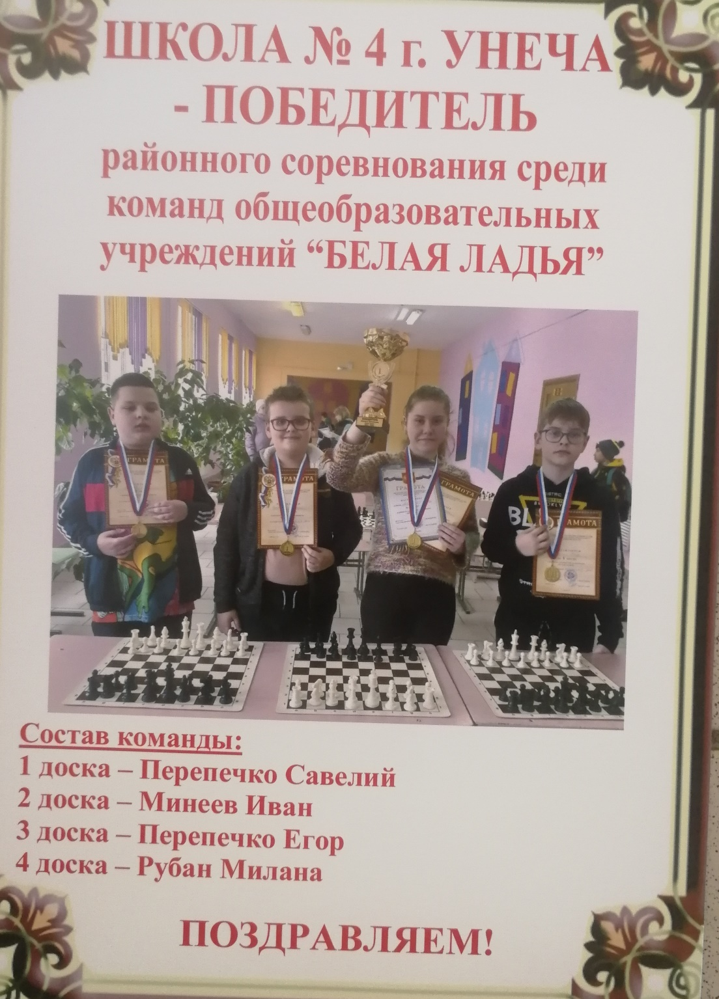 ШКОЛА № 4 г. УНЕЧА
- ПОБЕДИТЕЛЬ
районного соревнования среди
команд общеобразовательных
учреждений “БЕЛАЯ ЛАДЬЯ”
ГРАМОТА
ГРАМОТА
ГРАМОТА
ГРАМОТА
ГРАМОТА
BL
Состав команды:
1 доска – Перепечко Савелий
2 доска – Минеев Иван
3 доска – Перепечко Егор
4 доска – Рубан Милана
ПОЗДРАВЛЯЕМ!